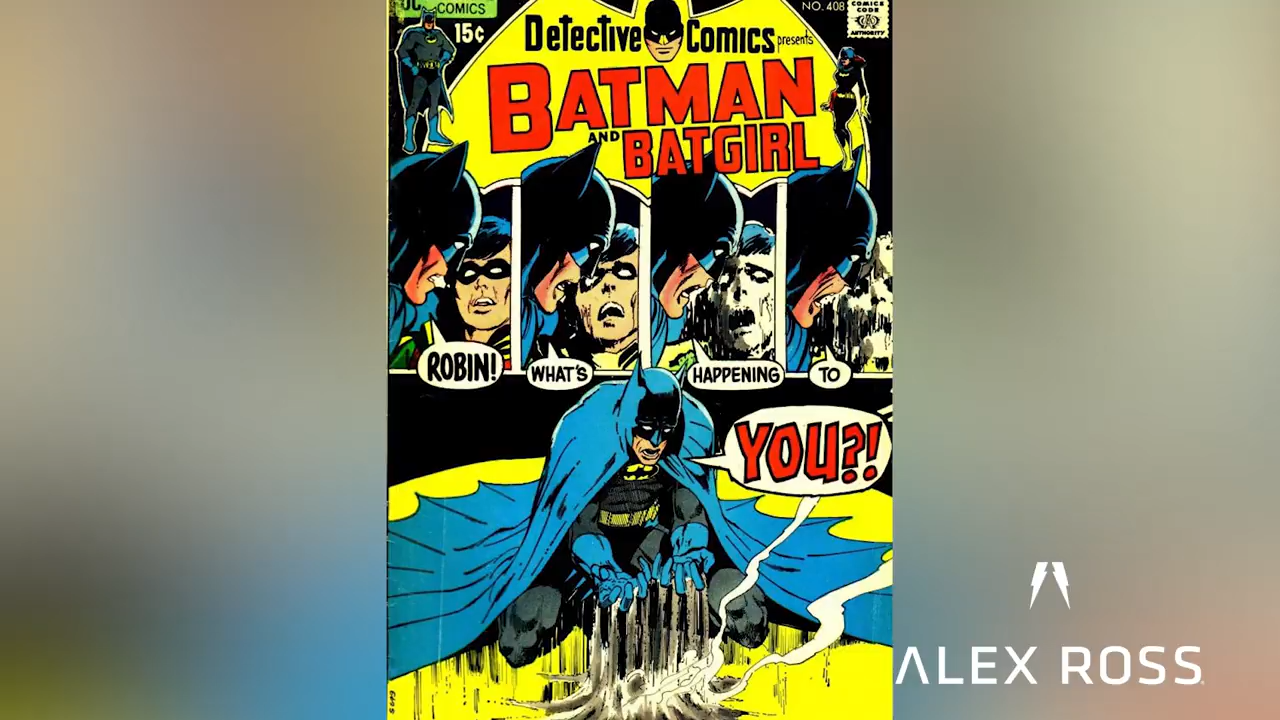 DC COMICS
15¢
NO. 408
COMICS
CODE
AUTHORITY
Detective Comics presents
BATMAN
AND BATGIRL
ROBIN!
WHAT'S
HAPPENING
TO
YOU?!
ALEX ROSS